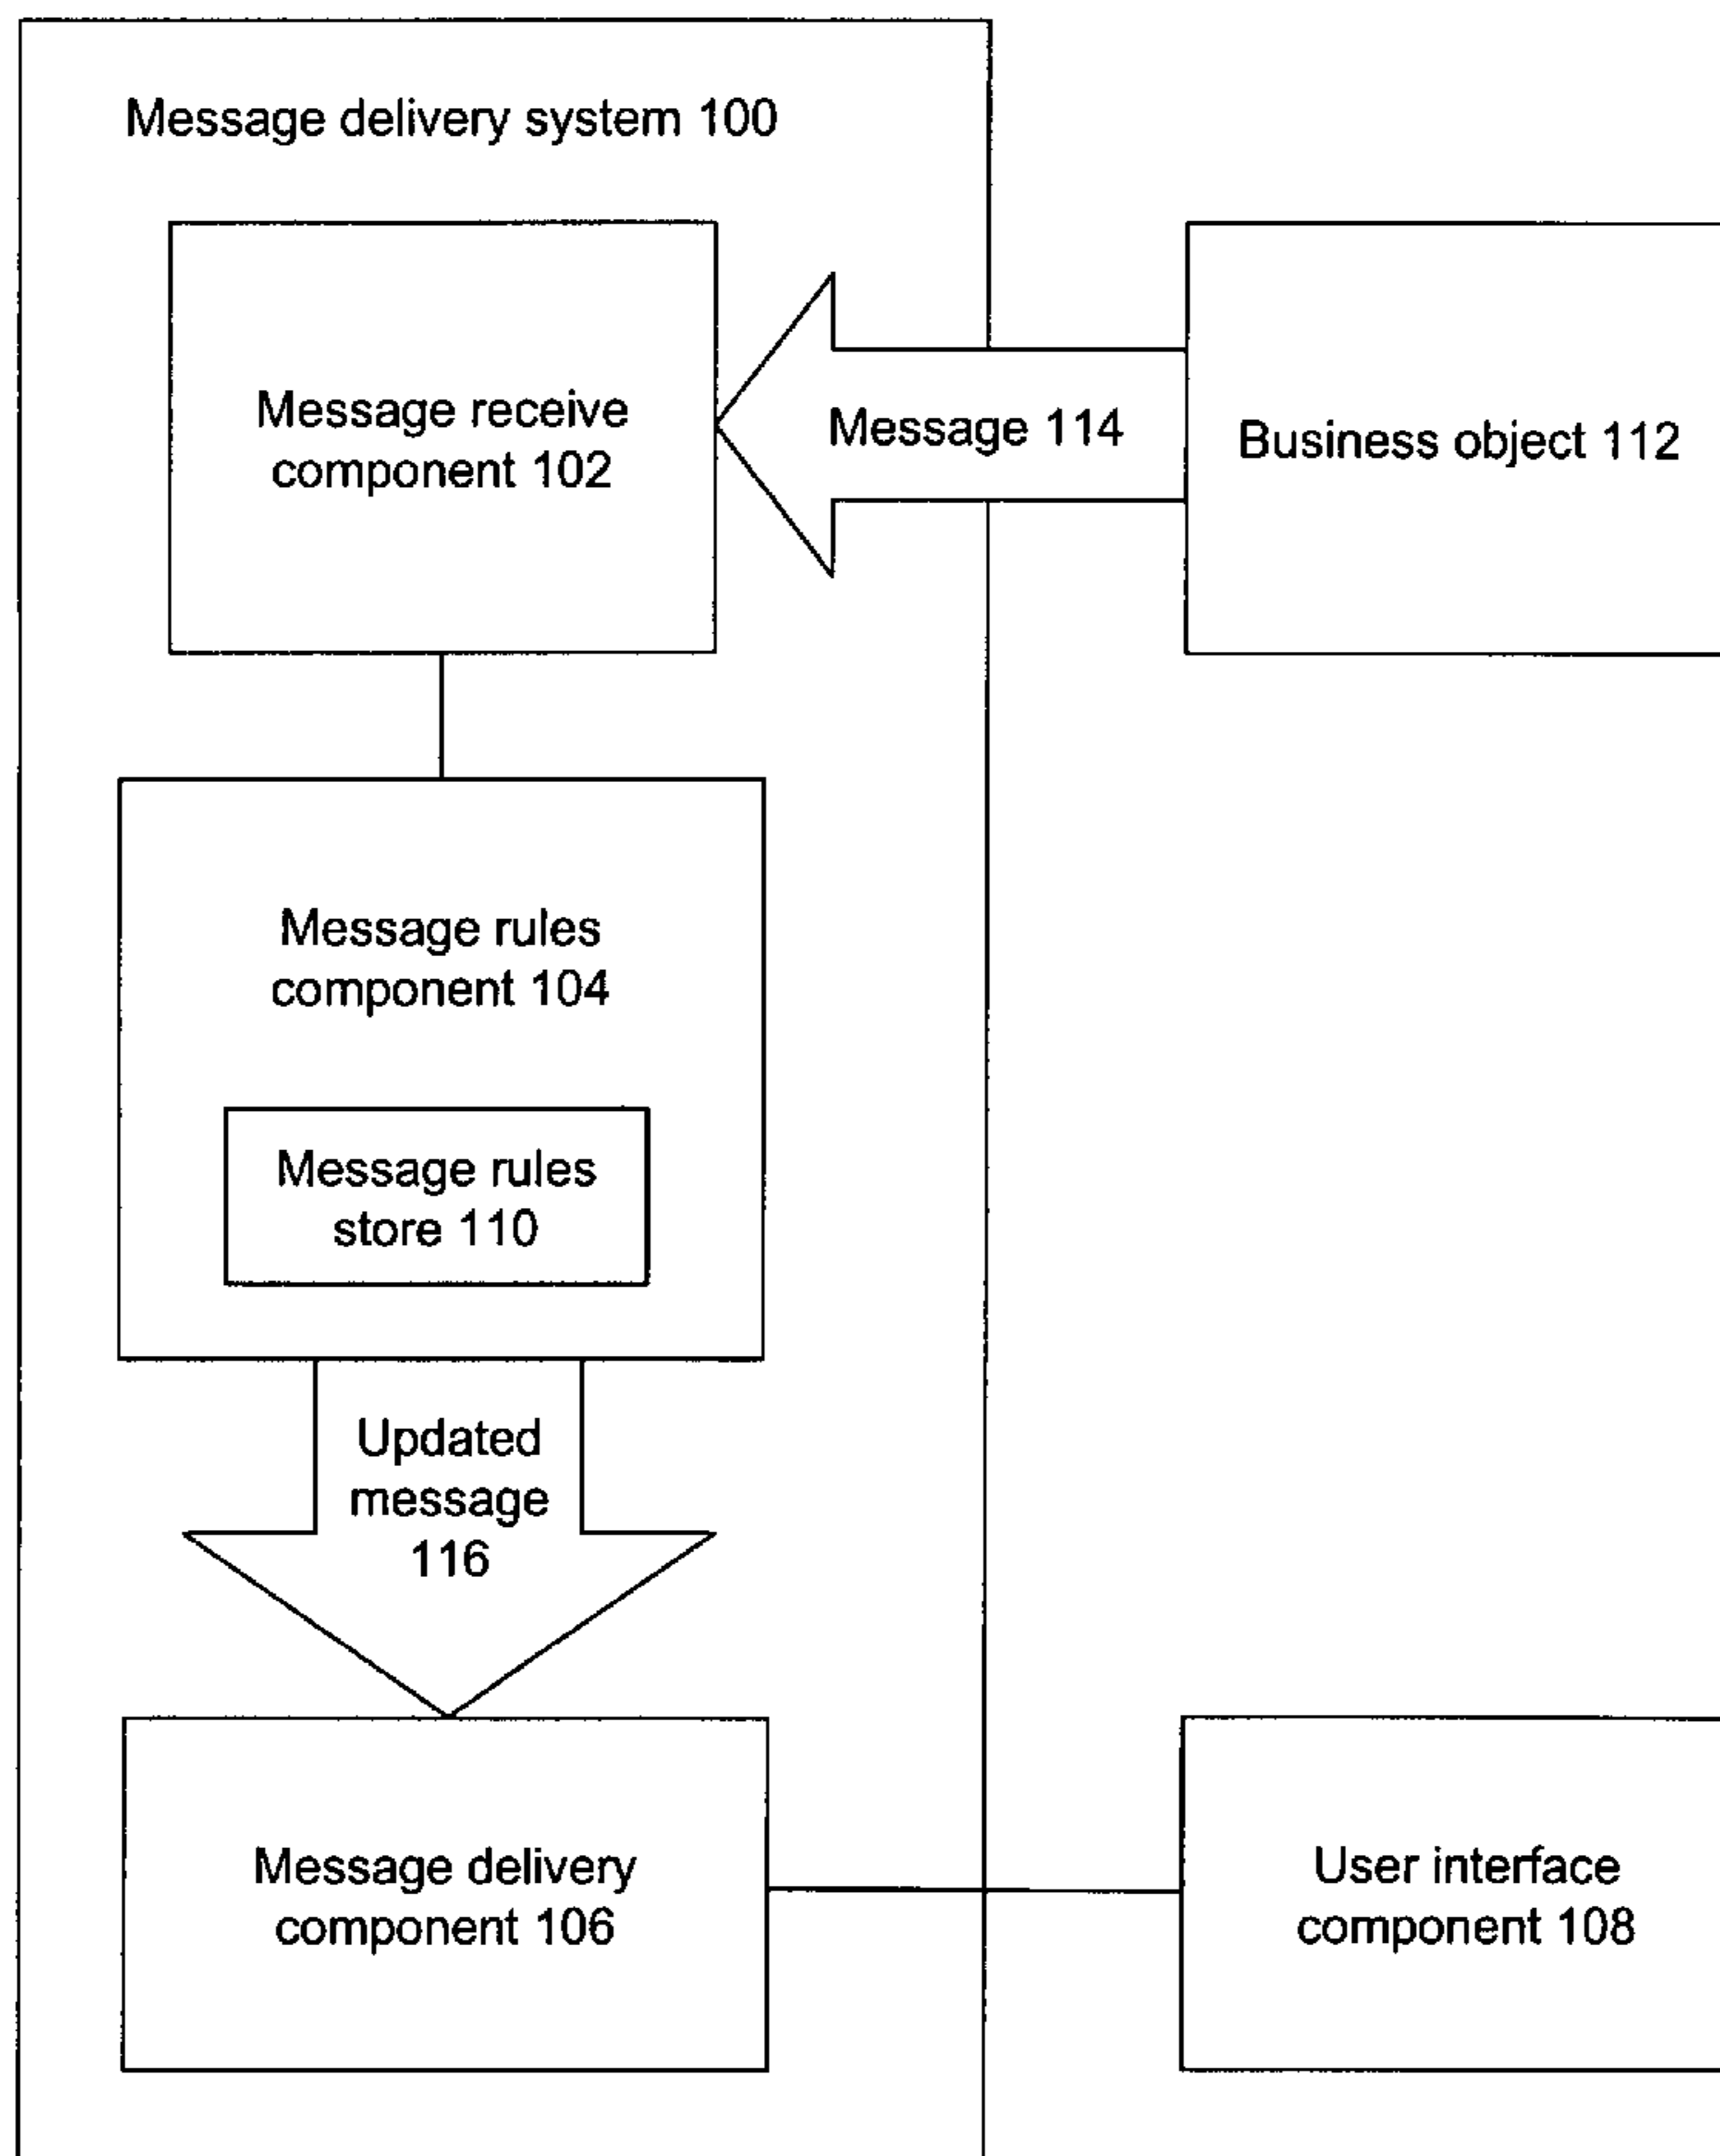 Message delivery system 100
Message receive
component 102
Message 114
Business object 112
Message rules
component 104
Message rules
store 110
Updated
message
116
Message delivery
component 106
User interface
component 108